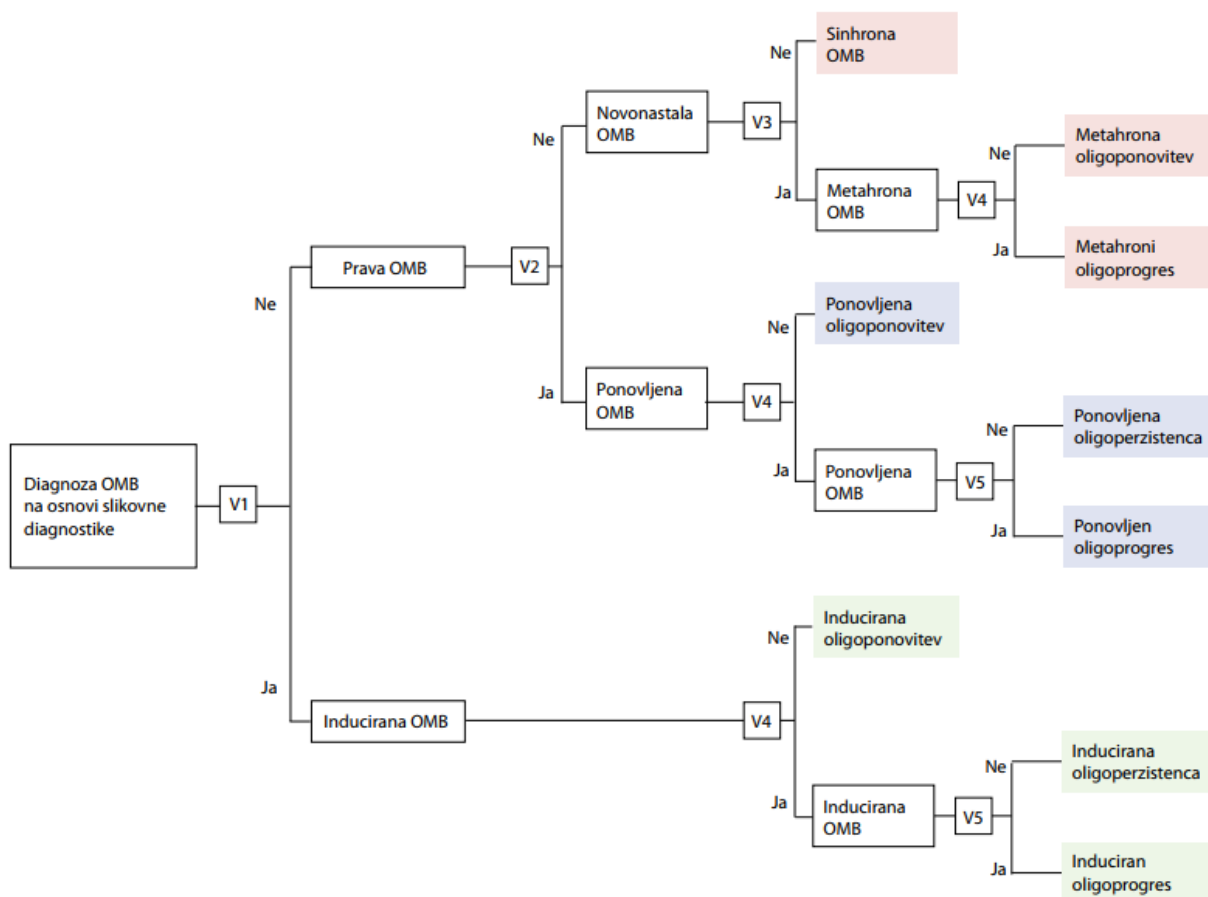 Sinhrona
OMB
Ne
Novonastala
OMB
V3
Ne
Metahrona
oligoponovitev
Ne
Ja
Metahrona
OMB
V4
Prava OMB
V2
Ja
Metahroni
oligoprogres
Ne
Ne
Ponovljena
oligoponovitev
Ja
Ponovljena
OMB
V4
Ne
Ponovljena
oligoperzistenca
Ja
Ponovljena
OMB
V5
Diagnoza OMB
na osnovi slikovne
diagnostike
V1
Ja
Ponovljen
oligoprogres
Ne
Inducirana
oligoponovitev
Ja
Inducirana OMB
V4
Ne
Inducirana
oligoperzistenca
Ja
Inducirana
OMB
V5
Ja
Induciran
oligoprogres